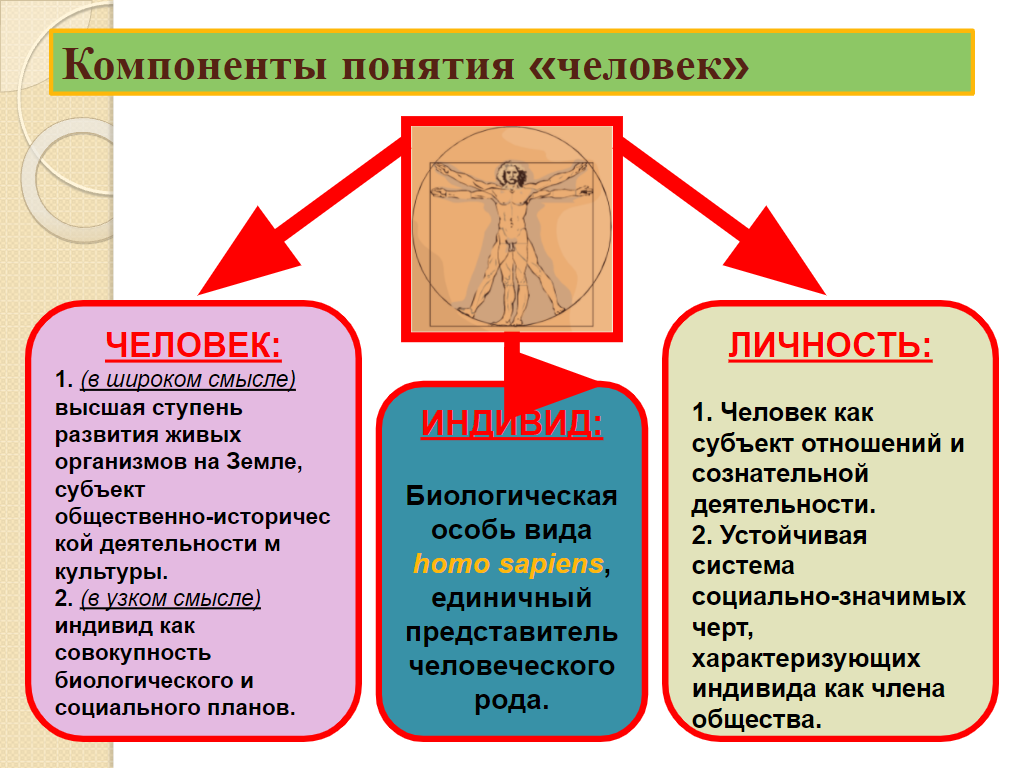 Компоненты понятия «человек»
ЧЕЛОВЕК:
1. (в широком смысле)
высшая ступень
развития живых
организмов на Земле,
субъект
общественно-историчес
кой деятельности м
культуры.
2. (в узком смысле)
индивид как
совокупность
биологического и
социального планов.
ИНДИВИД:
Биологическая
особь вида
homo sapiens,
единичный
представитель
человеческого
рода.
ЛИЧНОСТЬ:
1. Человек как
субъект отношений и
сознательной
деятельности.
2. Устойчивая
система
социально-значимых
черт,
характеризующих
индивида как члена
общества.